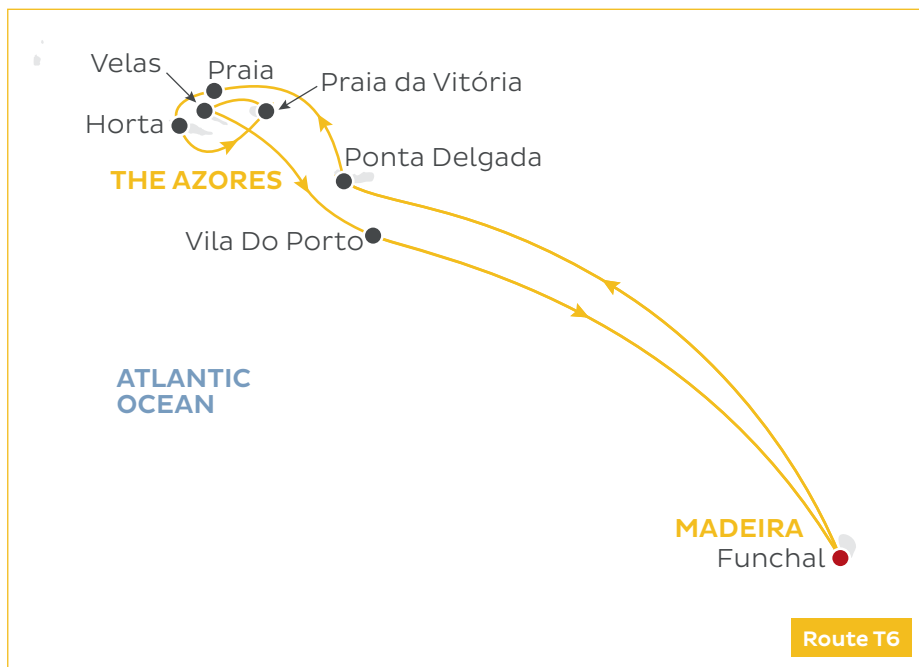 Velas
Praia
Praia da Vitória
Horta
Ponta Delgada
THE AZORES
Vila Do Porto
ATLANTIC
OCEAN
MADEIRA
Funchal
Route T6